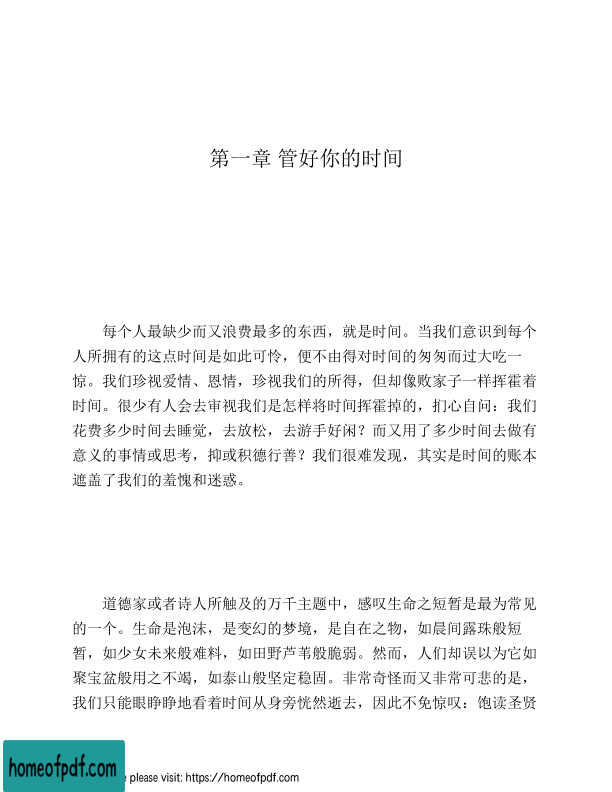 第一章 管好你的时间
每个人最缺少而又浪费最多的东西，就是时间。当我们意识到每个
人所拥有的这点时间是如此可怜，便不由得对时间的匆匆而过大吃一
惊。我们珍视爱情、恩情，珍视我们的所得，但却像败家子一样挥霍着
时间。很少有人会去审视我们是怎样将时间挥霍掉的，扪心自问：我们
花费多少时间去睡觉，去放松，去游手好闲？而又用了多少时间去做有
意义的事情或思考，抑或积德行善？我们很难发现，其实是时间的账本
遮盖了我们的羞愧和迷惑。
道德家或者诗人所触及的万千主题中，感叹生命之短暂是最为常见
的一个。生命是泡沫，是变幻的梦境，是自在之物，如晨间露珠般短
暂，如少女未来般难料，如田野芦苇般脆弱。然而，人们却误以为它如
聚宝盆般用之不竭，如泰山般坚定稳固。非常奇怪而又非常可悲的是，
我们只能眼睁睁地看着时间从身旁恍然逝去，因此不免惊叹：饱读圣贤
homeofpdf.com
e please visit: https://homeofpdf.com